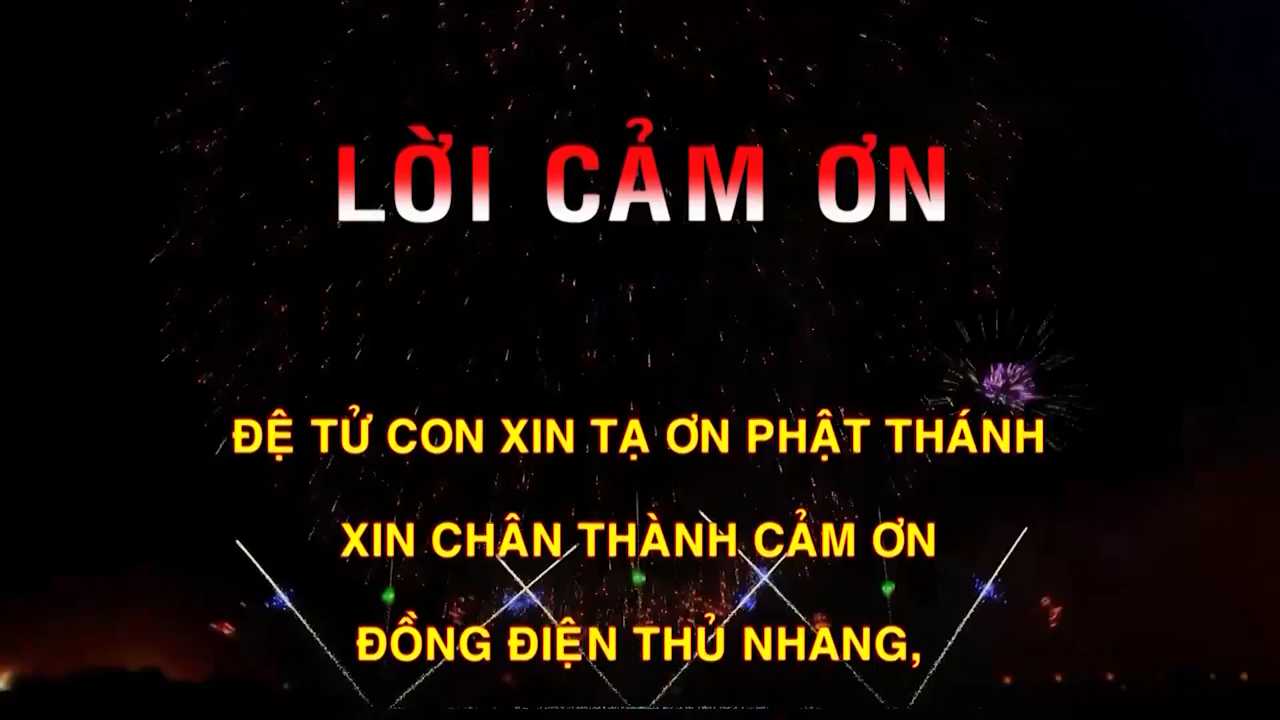 LỜI CẢM ƠN
ĐỆ TỬ CON XIN TẠ ƠN PHẬT THÁNH
XIN CHÂN THÀNH CẢM ƠN
ĐỒNG ĐIỆN THỦ NHANG,